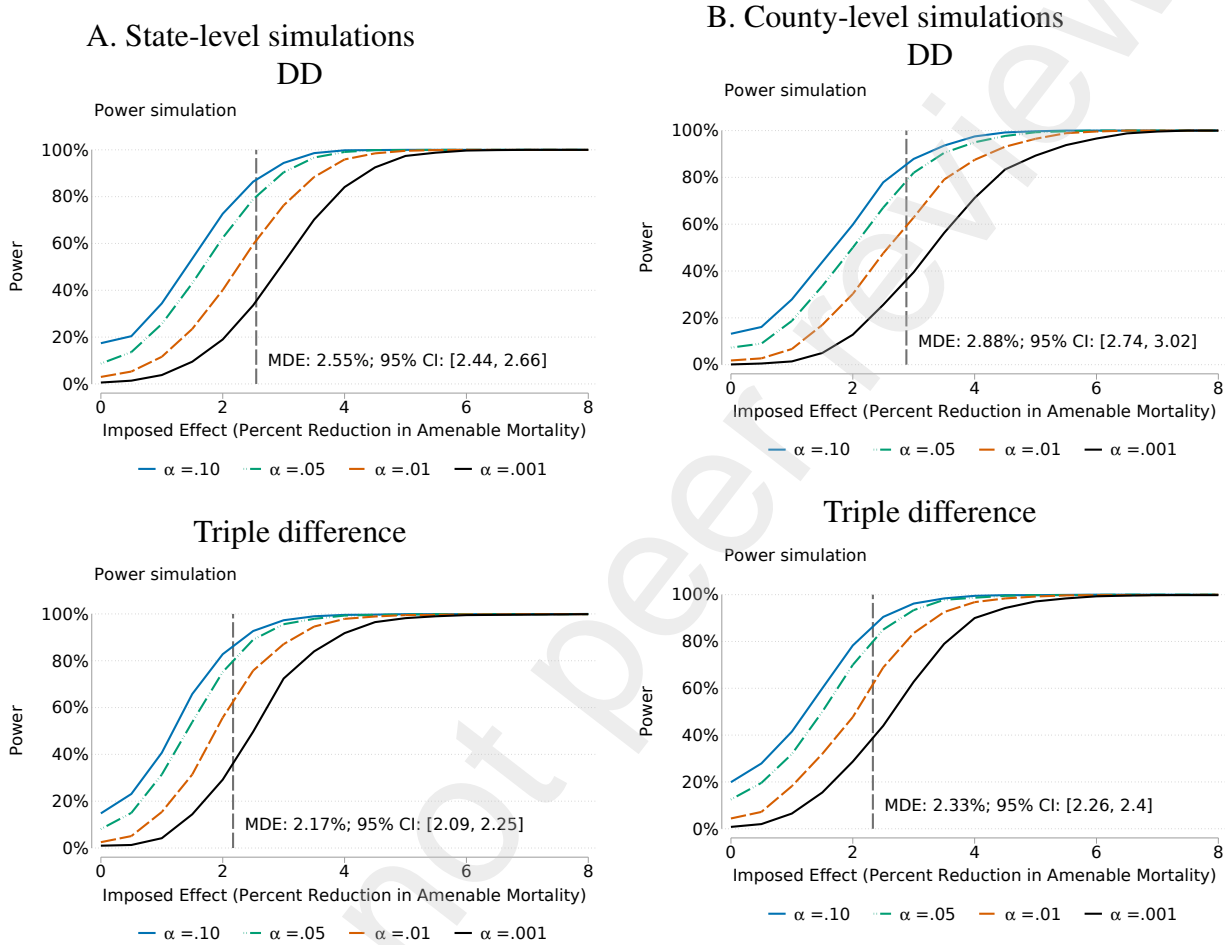 A. State-level simulations
DD
Power simulation
100%
80%
60%
40%
20%
0%
Power
MDE: 2.55%; 95% CI: [2.44, 2.66]
0 2 4 6 8
Imposed Effect (Percent Reduction in Amenable Mortality)
α =.10 α =.05 α =.01 α =.001
Triple difference
Power simulation
100%
80%
60%
40%
20%
0%
Power
MDE: 2.17%; 95% CI: [2.09, 2.25]
0 2 4 6 8
Imposed Effect (Percent Reduction in Amenable Mortality)
α =.10 α =.05 α =.01 α =.001
B. County-level simulations
DD
Power simulation
100%
80%
60%
40%
20%
0%
Power
MDE: 2.88%; 95% CI: [2.74, 3.02]
0 2 4 6 8
Imposed Effect (Percent Reduction in Amenable Mortality)
α =.10 α =.05 α =.01 α =.001
Triple difference
Power simulation
100%
80%
60%
40%
20%
0%
Power
MDE: 2.33%; 95% CI: [2.26, 2.4]
0 2 4 6 8
Imposed Effect (Percent Reduction in Amenable Mortality)
α =.10 α =.05 α =.01 α =.001
not peer review